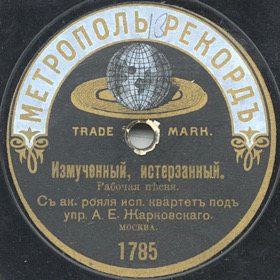 МЕТРОПОЛЬ РЕКОРДЪ
TRADE MARK.
Измученный, истерзанный.
Рабочая пѣсня.
Съ ак. рояля исп. квартетъ подъ
упр. А. Е. Жарковскаго.
МОСКВА.
1785